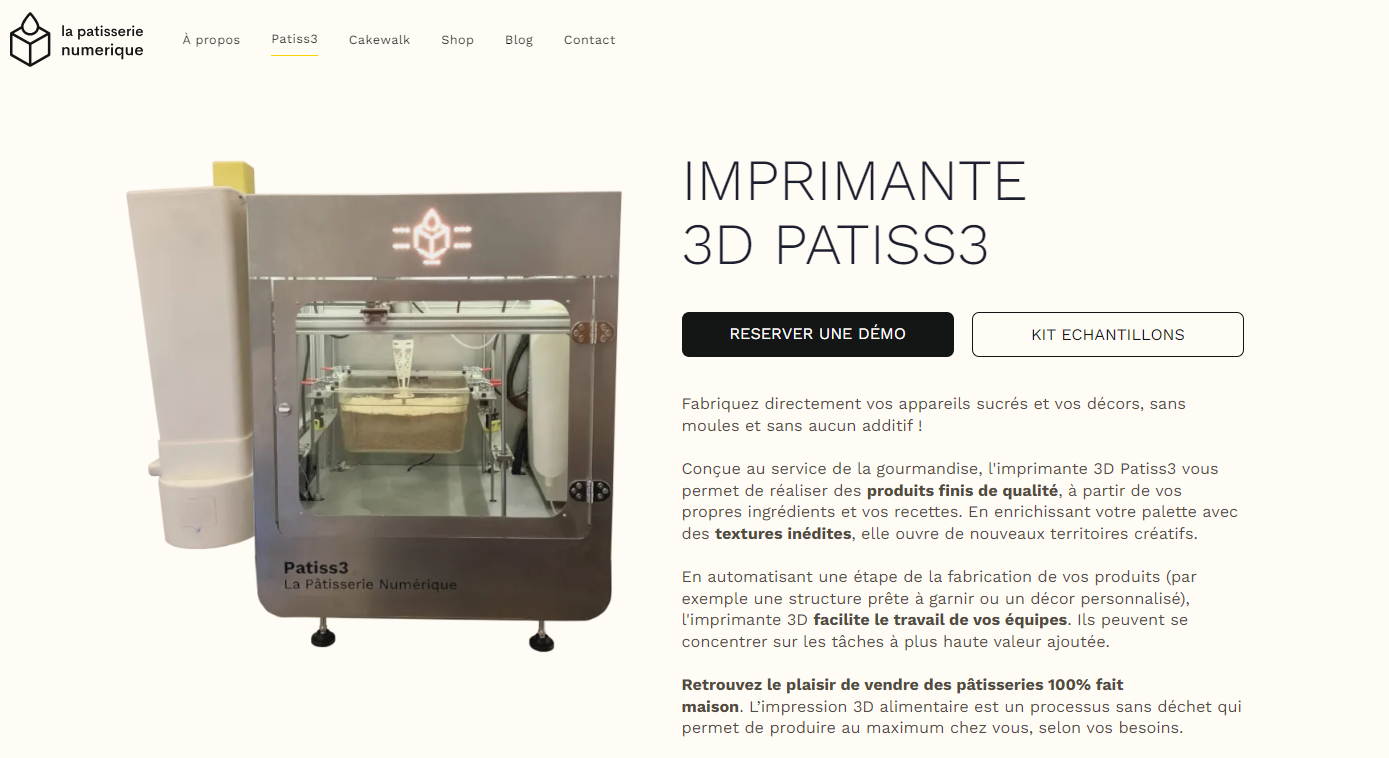 la patisserie
numerique
À propos
Patiss3
Cakewalk
Shop
Blog
Contact
IMPRIMANTE
3D PATISS3
RESERVER UNE DÉMO
KIT ECHANTILLONS
Fabriquez directement vos appareils sucrés et vos décors, sans
moules et sans aucun additif !
Conçue au service de la gourmandise, l'imprimante 3D Patiss3 vous
permet de réaliser des produits finis de qualité, à partir de vos
propres ingrédients et vos recettes. En enrichissant votre palette avec
des textures inédites, elle ouvre de nouveaux territoires créatifs.
En automatisant une étape de la fabrication de vos produits (par
exemple une structure prête à garnir ou un décor personnalisé),
l'imprimante 3D facilite le travail de vos équipes. Ils peuvent se
concentrer sur les tâches à plus haute valeur ajoutée.
Retrouvez le plaisir de vendre des pâtisseries 100% fait
maison. L’impression 3D alimentaire est un processus sans déchet qui
permet de produire au maximum chez vous, selon vos besoins.
Patiss3
La Pâtisserie Numérique